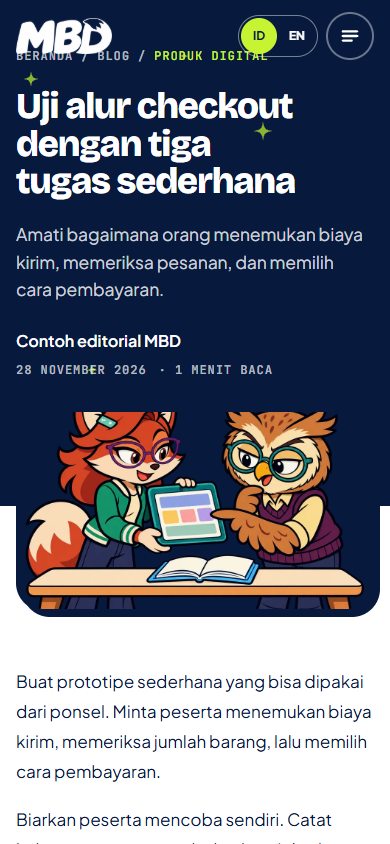 MBD
ID EN
BERANDA / BLOG / PRODUK DIGITAL
Uji alur checkout
dengan tiga
tugas sederhana
Amati bagaimana orang menemukan biaya
kirim, memeriksa pesanan, dan memilih
cara pembayaran.
Contoh editorial MBD
28 NOVEMBER 2026 · 1 MENIT BACA
Buat prototipe sederhana yang bisa dipakai
dari ponsel. Minta peserta menemukan biaya
kirim, memeriksa jumlah barang, lalu memilih
cara pembayaran.
Biarkan peserta mencoba sendiri. Catat